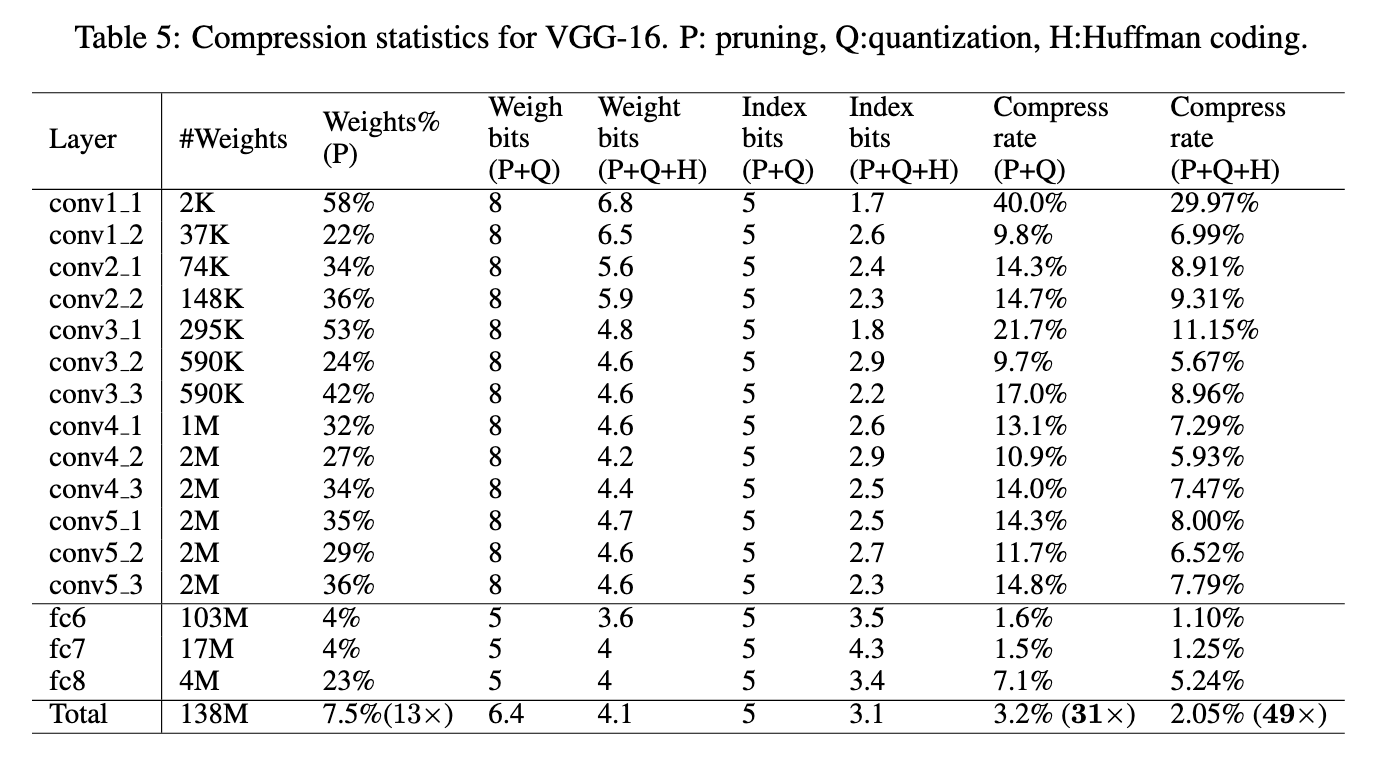 Table 5: Compression statistics for VGG-16. P: pruning, Q:quantization, H:Huffman coding.
Layer #Weights Weights% (P) Weigh bits (P+Q) Weight bits (P+Q+H) Index bits (P+Q) Index bits (P+Q+H) Compress rate (P+Q) Compress rate (P+Q+H)
conv1_1 2K 58% 8 6.8 5 1.7 40.0% 29.97%
conv1_2 37K 22% 8 6.5 5 2.6 9.8% 6.99%
conv2_1 74K 34% 8 5.6 5 2.4 14.3% 8.91%
conv2_2 148K 36% 8 5.9 5 2.3 14.7% 9.31%
conv3_1 295K 53% 8 4.8 5 1.8 21.7% 11.15%
conv3_2 590K 24% 8 4.6 5 2.9 9.7% 5.67%
conv3_3 590K 42% 8 4.6 5 2.2 17.0% 8.96%
conv4_1 1M 32% 8 4.6 5 2.6 13.1% 7.29%
conv4_2 2M 27% 8 4.2 5 2.9 10.9% 5.93%
conv4_3 2M 34% 8 4.4 5 2.5 14.0% 7.47%
conv5_1 2M 35% 8 4.7 5 2.5 14.3% 8.00%
conv5_2 2M 29% 8 4.6 5 2.7 11.7% 6.52%
conv5_3 2M 36% 8 4.6 5 2.3 14.8% 7.79%
fc6 103M 4% 5 3.6 5 3.5 1.6% 1.10%
fc7 17M 4% 5 4 5 4.3 1.5% 1.25%
fc8 4M 23% 5 4 5 3.4 7.1% 5.24%
Total 138M 7.5%(13×) 6.4 4.1 5 3.1 3.2% (31×) 2.05% (49×)